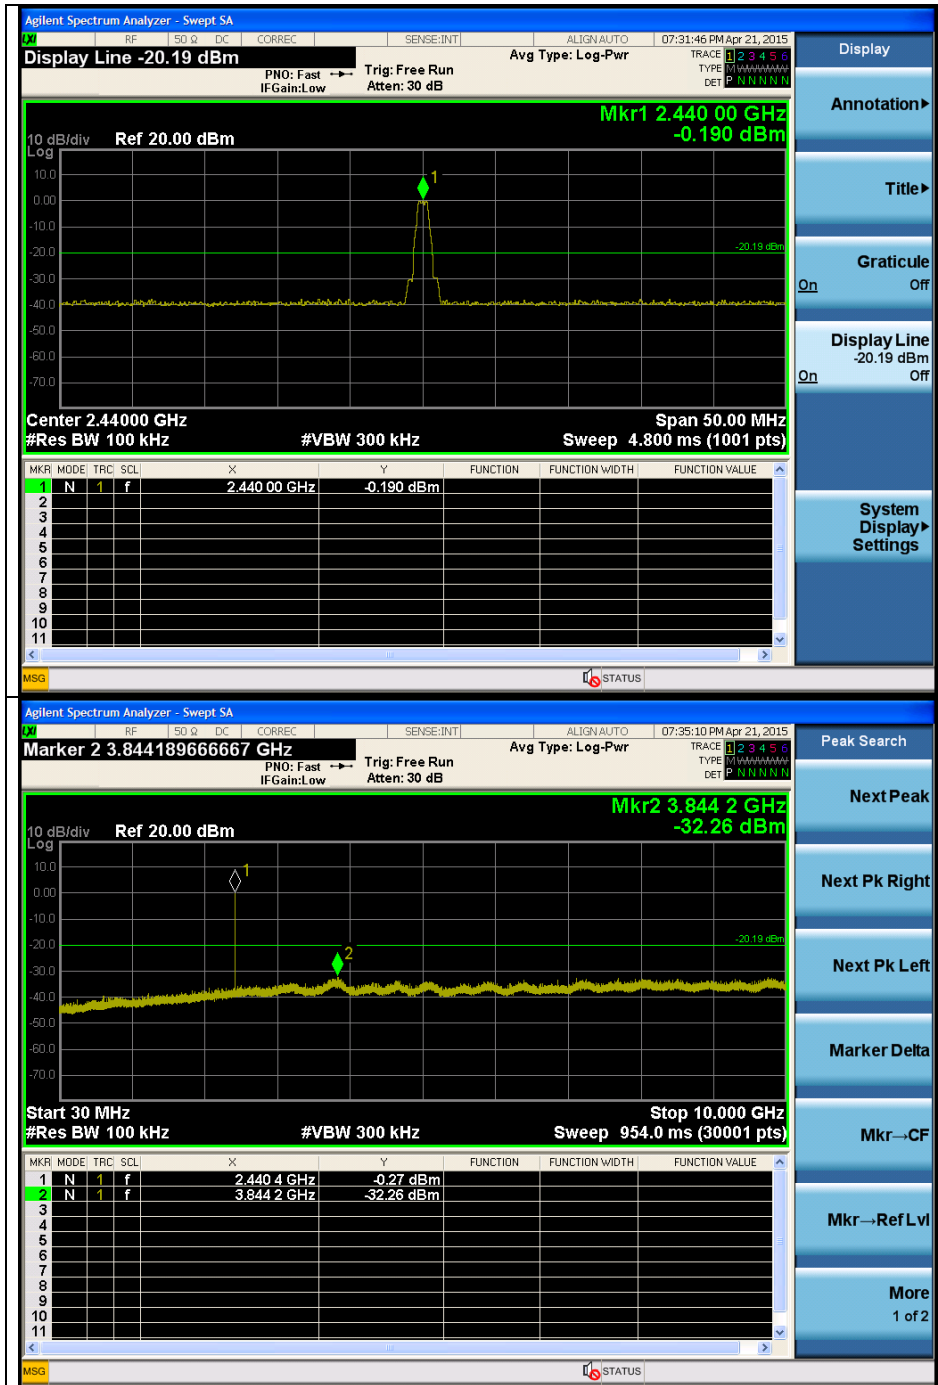 Agilent Spectrum Analyzer - Swept SA
LXI RF 50 Ω DC CORREC SENSE:INT ALIGN AUTO 07:31:46 PM Apr 21, 2015
Display Line -20.19 dBm
PNO: Fast
IFGain:Low
Trig: Free Run
Atten: 30 dB
Avg Type: Log-Pwr
TRACE 1 2 3 4 5 6
TYPE M WWWWW
DET P N N N N N
Mkr1 2.440 00 GHz
-0.190 dBm
10 dB/div Ref 20.00 dBm
Log
10.0
0.00
-10.0
-20.0
-30.0
-40.0
-50.0
-60.0
-70.0
1
-20.19 dBm
Center 2.44000 GHz Span 50.00 MHz
#Res BW 100 kHz #VBW 300 kHz Sweep 4.800 ms (1001 pts)
MKR MODE TRC SCL X Y FUNCTION FUNCTION WIDTH FUNCTION VALUE
1 N 1 f 2.440 00 GHz -0.190 dBm
2
3
4
5
6
7
8
9
10
11
MSG STATUS
Display
Annotation
Title
Graticule
On Off
Display Line
-20.19 dBm
On Off
System
Display
Settings
Agilent Spectrum Analyzer - Swept SA
LXI RF 50 Ω DC CORREC SENSE:INT ALIGN AUTO 07:35:10 PM Apr 21, 2015
Marker 2 3.844189666667 GHz
PNO: Fast
IFGain:Low
Trig: Free Run
Atten: 30 dB
Avg Type: Log-Pwr
TRACE 1 2 3 4 5 6
TYPE M WWWWW
DET P N N N N N
Mkr2 3.844 2 GHz
-32.26 dBm
10 dB/div Ref 20.00 dBm
Log
10.0
0.00
-10.0
-20.0
-30.0
-40.0
-50.0
-60.0
-70.0
1
2
-20.19 dBm
Start 30 MHz Stop 10.000 GHz
#Res BW 100 kHz #VBW 300 kHz Sweep 954.0 ms (30001 pts)
MKR MODE TRC SCL X Y FUNCTION FUNCTION WIDTH FUNCTION VALUE
1 N 1 f 2.440 4 GHz -0.27 dBm
2 N 1 f 3.844 2 GHz -32.26 dBm
3
4
5
6
7
8
9
10
11
MSG STATUS
Peak Search
Next Peak
Next Pk Right
Next Pk Left
Marker Delta
Mkr→CF
Mkr→Ref Lvl
More
1 of 2